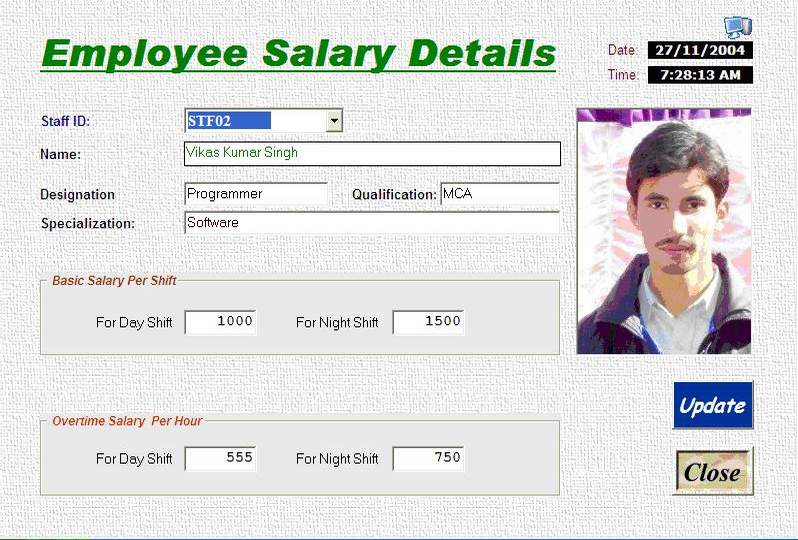 Employee Salary Details
Date: 27/11/2004
Time: 7:28:13 AM
Staff ID: STF02
Name: Vikas Kumar Singh
Designation Programmer Qualification: MCA
Specialization: Software
Basic Salary Per Shift
For Day Shift 1000 For Night Shift 1500
Overtime Salary Per Hour
For Day Shift 555 For Night Shift 750
Update
Close